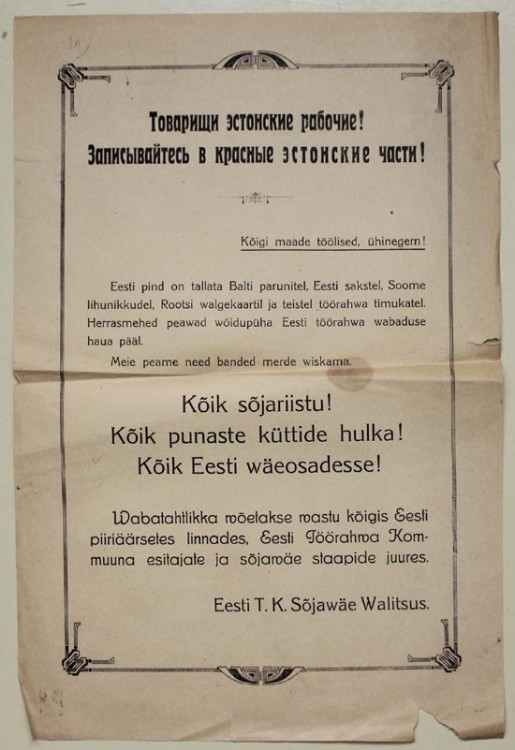 Товарищи эстонские рабочие!
Записывайтесь в красные эстонские части!
Kõigi maade töölised, ühinegem!
Eesti pind on tallata Balti parunitel, Eesti sakstel, Soome
lihunikkudel, Rootsi walgekaartil ja teistel töörahwa timukatel.
Herrasmehed peawad wõidupüha Eesti töörahwa wabaduse
haua pääl.
Meie peame need banded merde wiskama.
Kõik sõjariistu!
Kõik punaste küttide hulka!
Kõik Eesti wäeosadesse!
Wabatahtlikka wõetakse wastu kõigis Eesti
piiriäärsetes linnades, Eesti Töörahwa Kom-
muuna esitajate ja sõjawäe staapide juures.
Eesti T. K. Sõjawäe Walitsus.